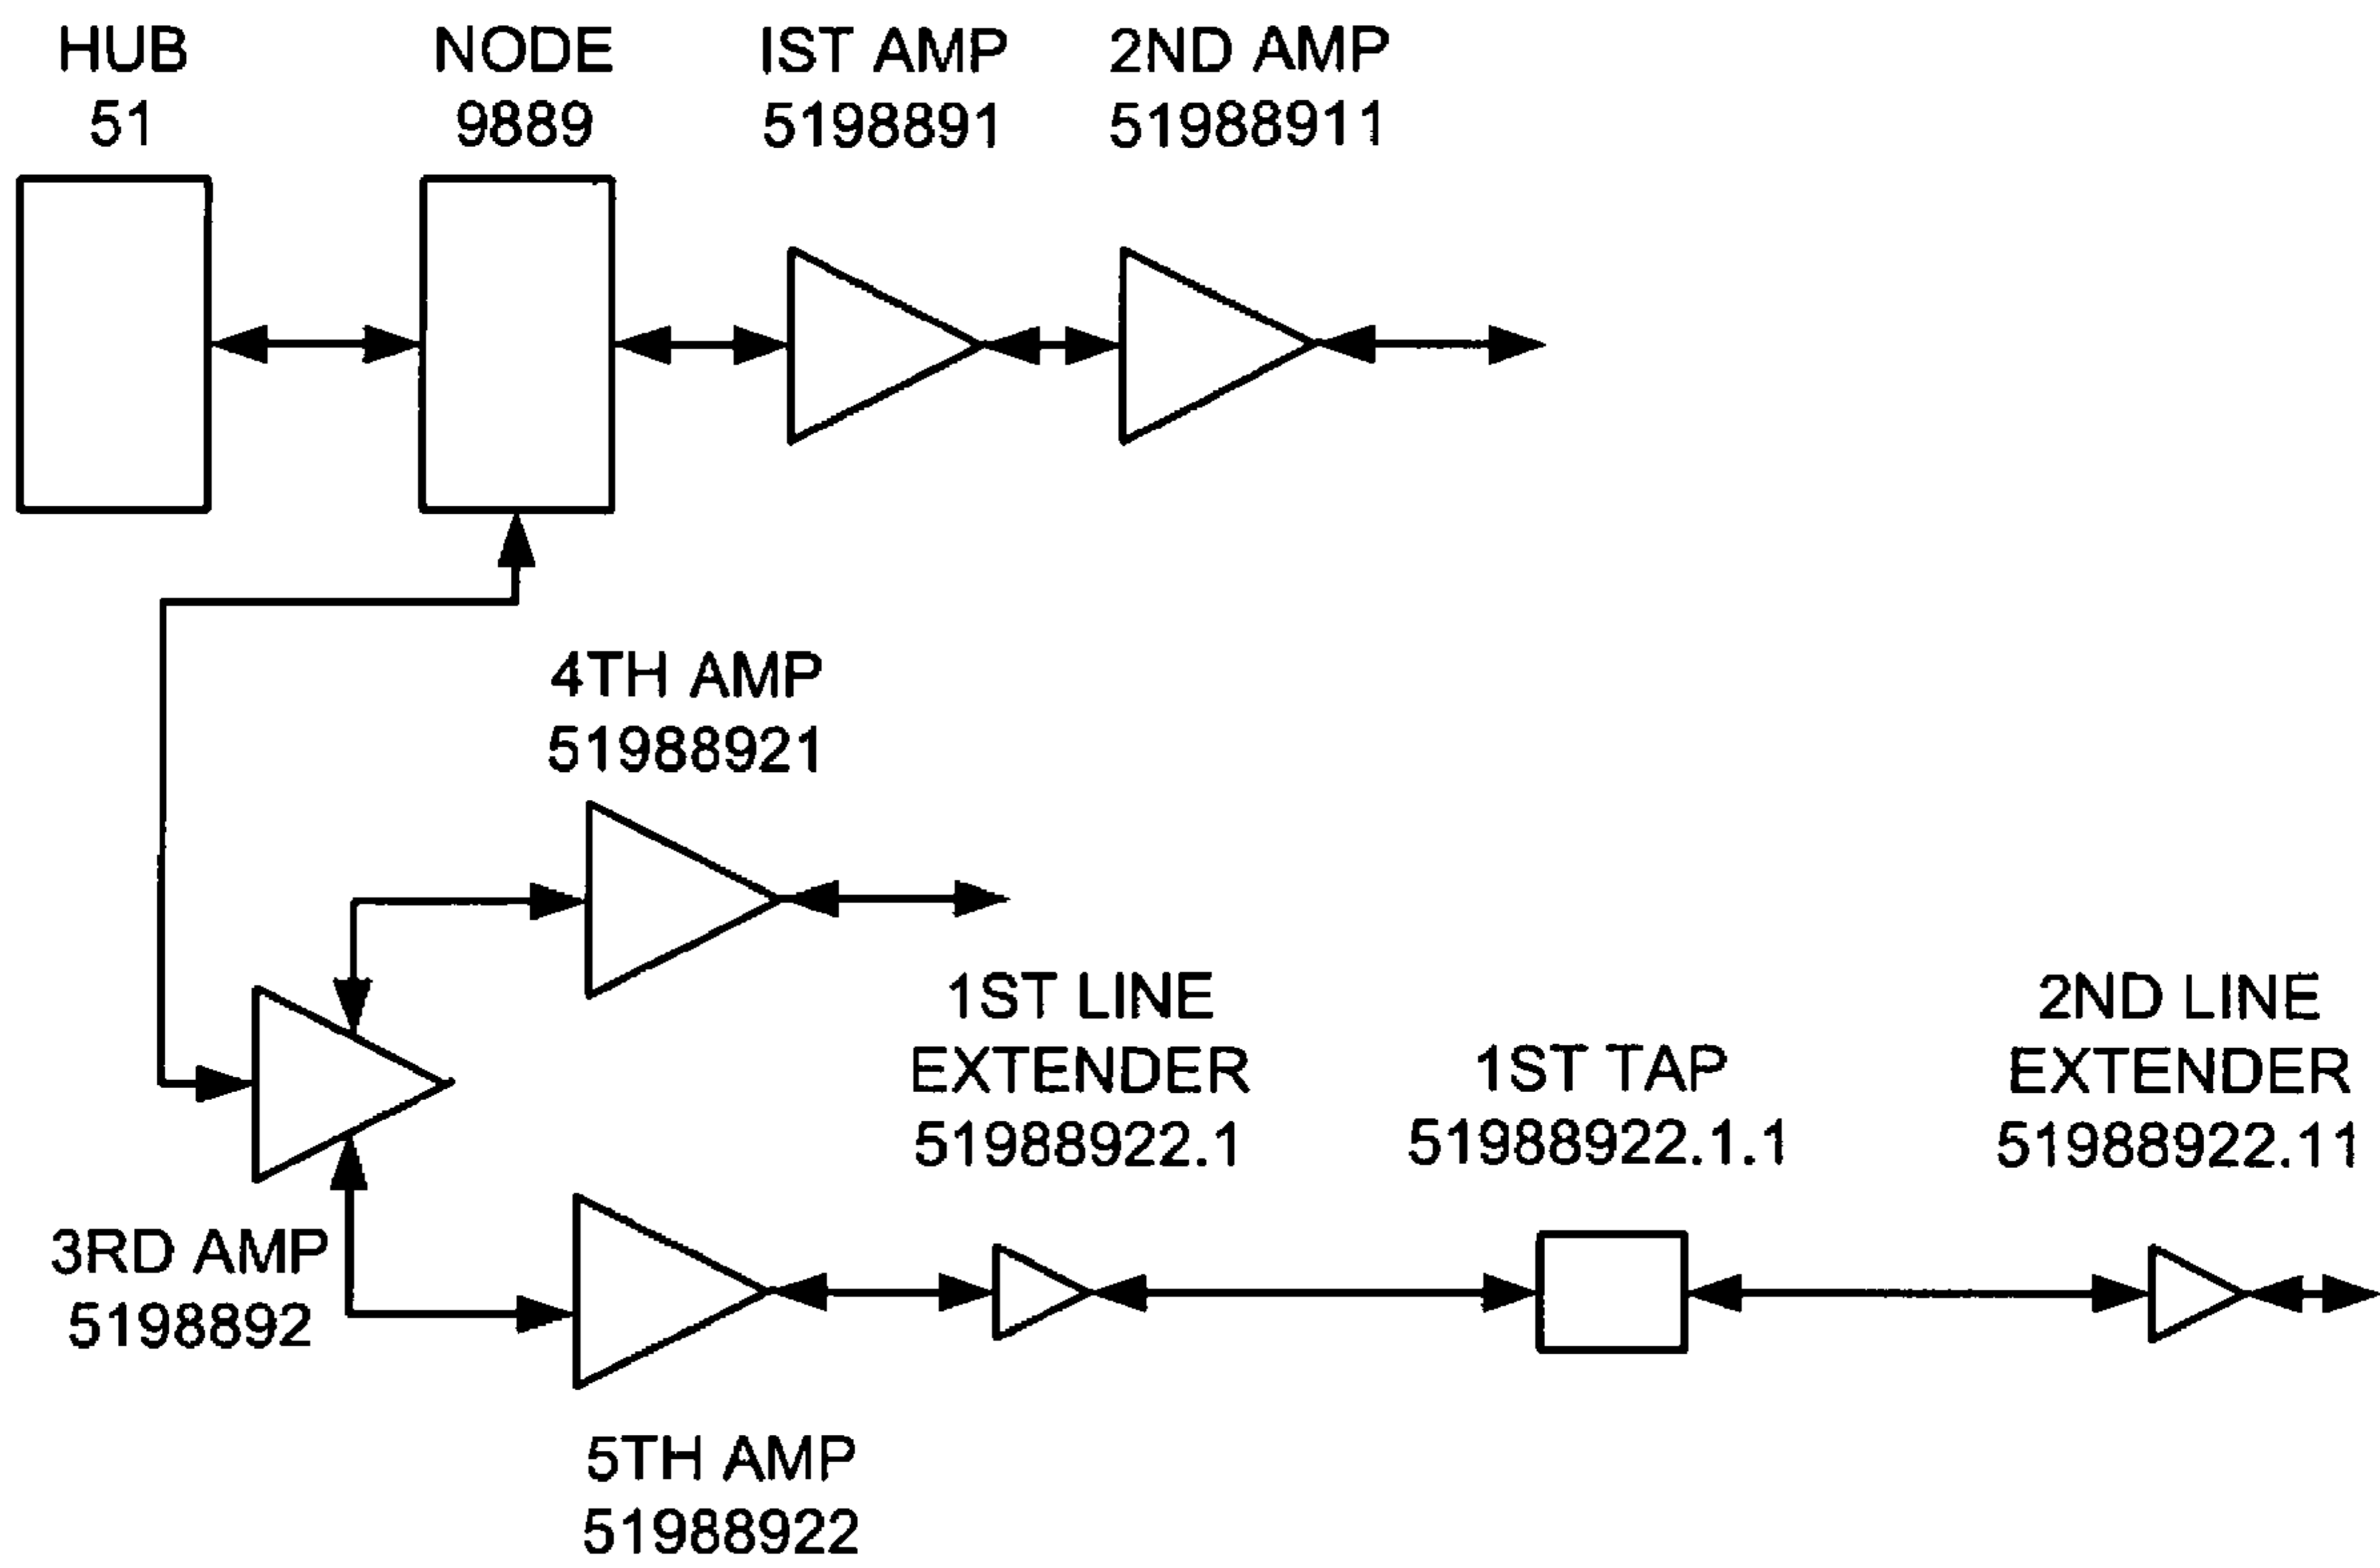 HUB
51
NODE
9889
IST AMP
5198891
2ND AMP
51988911
4TH AMP
51988921
1ST LINE
EXTENDER
51988922.1
1ST TAP
51988922.1.1
2ND LINE
EXTENDER
51988922.11
3RD AMP
5198892
5TH AMP
51988922